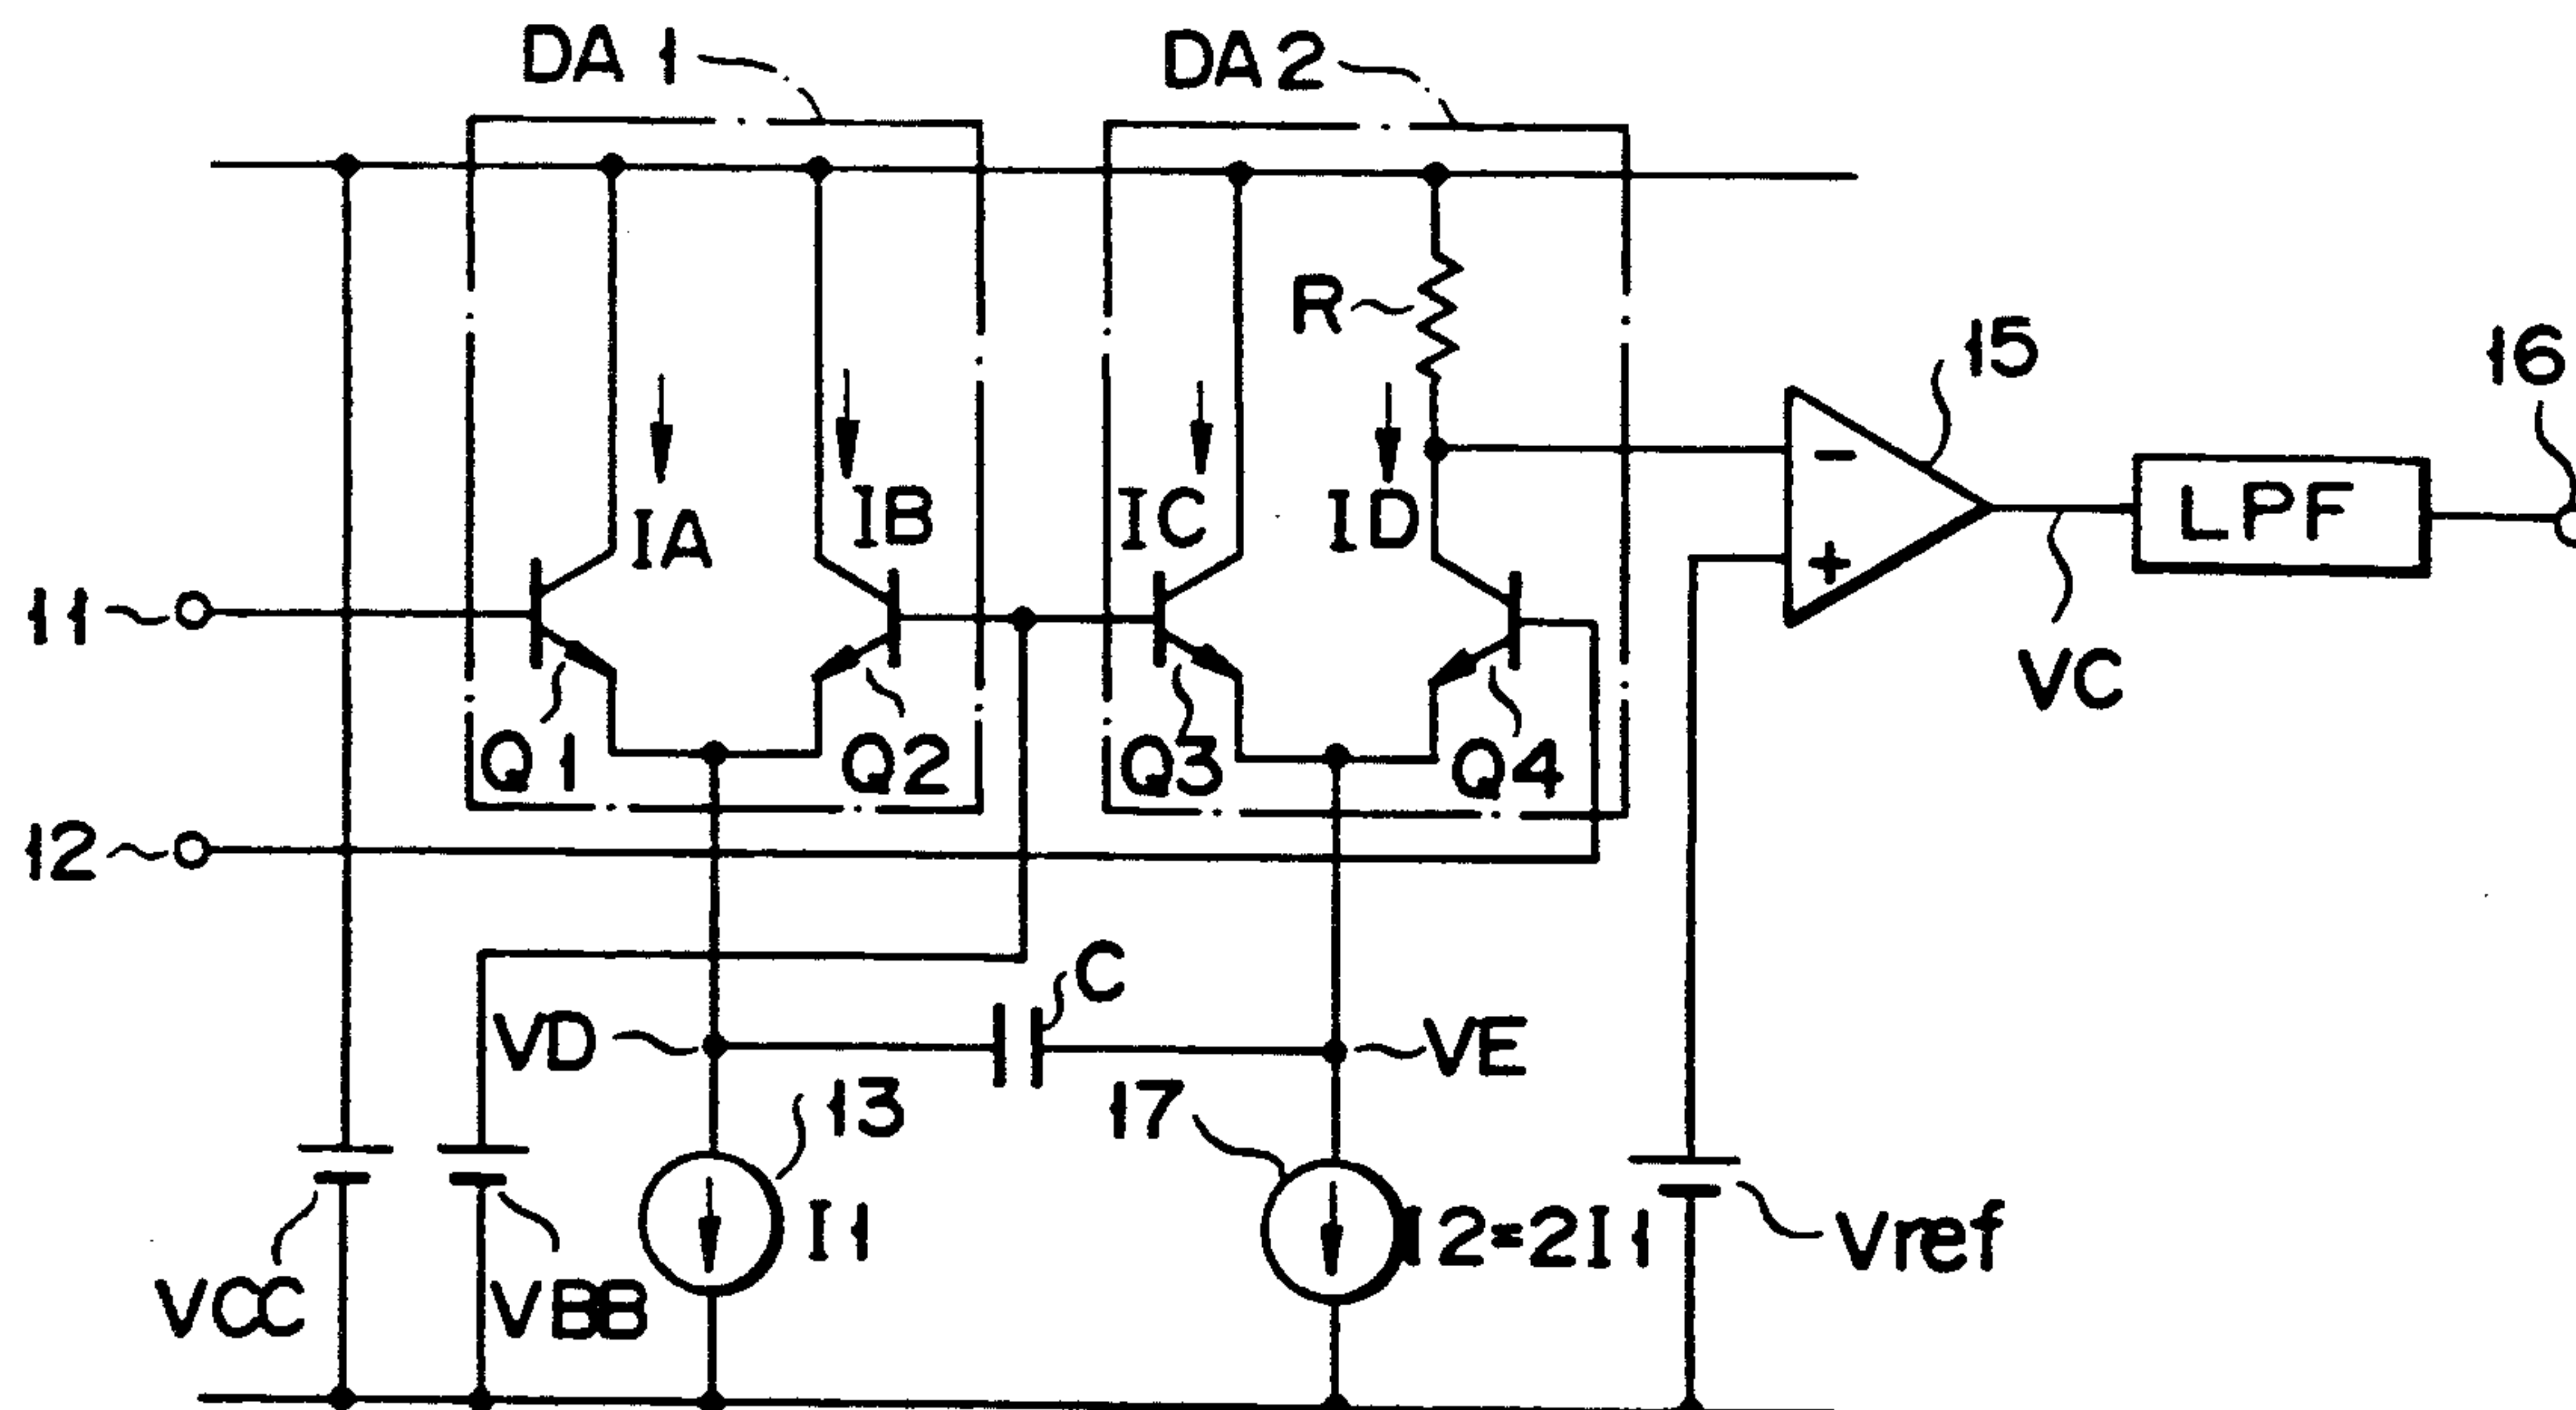 DA 1
DA 2
R
15
16
IA
IB
IC
ID
-
+
LPF
11
VC
Q1
Q2
Q3
Q4
12
C
VD
VE
13
17
I1
I2=2I1
Vref
VCC
VBB